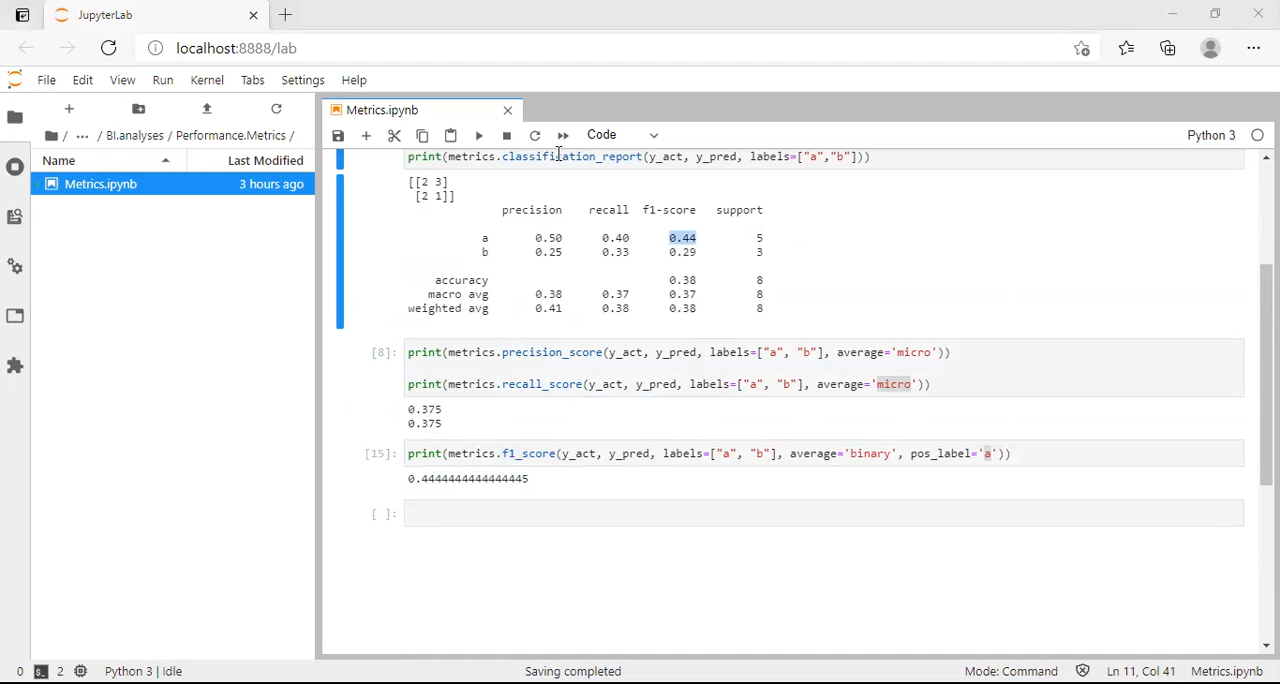 JupyterLab
localhost:8888/lab
File Edit View Run Kernel Tabs Settings Help
/ ... / BI.analyses / Performance.Metrics /
Name Last Modified
Metrics.ipynb 3 hours ago
Metrics.ipynb
Code Python 3
print(metrics.classification_report(y_act, y_pred, labels=["a","b"]))
[[2 3]
[2 1]]
precision recall f1-score support
a 0.50 0.40 0.44 5
b 0.25 0.33 0.29 3
accuracy 0.38 8
macro avg 0.38 0.37 0.37 8
weighted avg 0.41 0.38 0.38 8
[8]: print(metrics.precision_score(y_act, y_pred, labels=["a", "b"], average='micro'))
print(metrics.recall_score(y_act, y_pred, labels=["a", "b"], average='micro'))
0.375
0.375
[15]: print(metrics.f1_score(y_act, y_pred, labels=["a", "b"], average='binary', pos_label='a'))
0.4444444444444445
[ ]:
0 2 Python 3 | Idle Saving completed Mode: Command Ln 11, Col 41 Metrics.ipynb